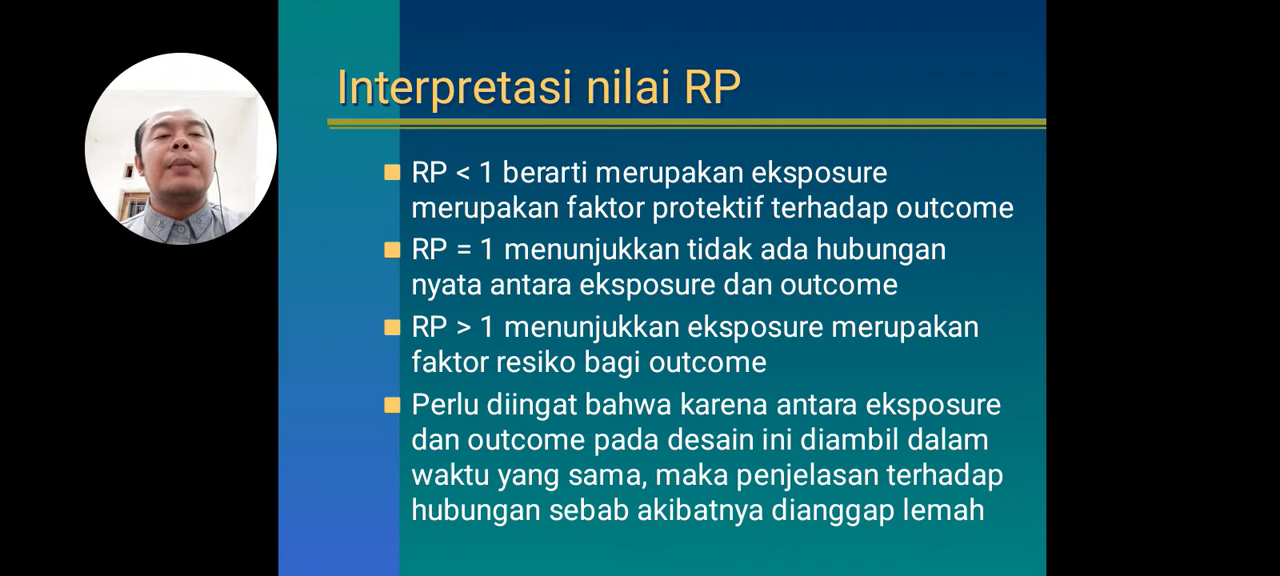 Interpretasi nilai RP
RP < 1 berarti merupakan eksposure
merupakan faktor protektif terhadap outcome
RP = 1 menunjukkan tidak ada hubungan
nyata antara eksposure dan outcome
RP > 1 menunjukkan eksposure merupakan
faktor resiko bagi outcome
Perlu diingat bahwa karena antara eksposure
dan outcome pada desain ini diambil dalam
waktu yang sama, maka penjelasan terhadap
hubungan sebab akibatnya dianggap lemah